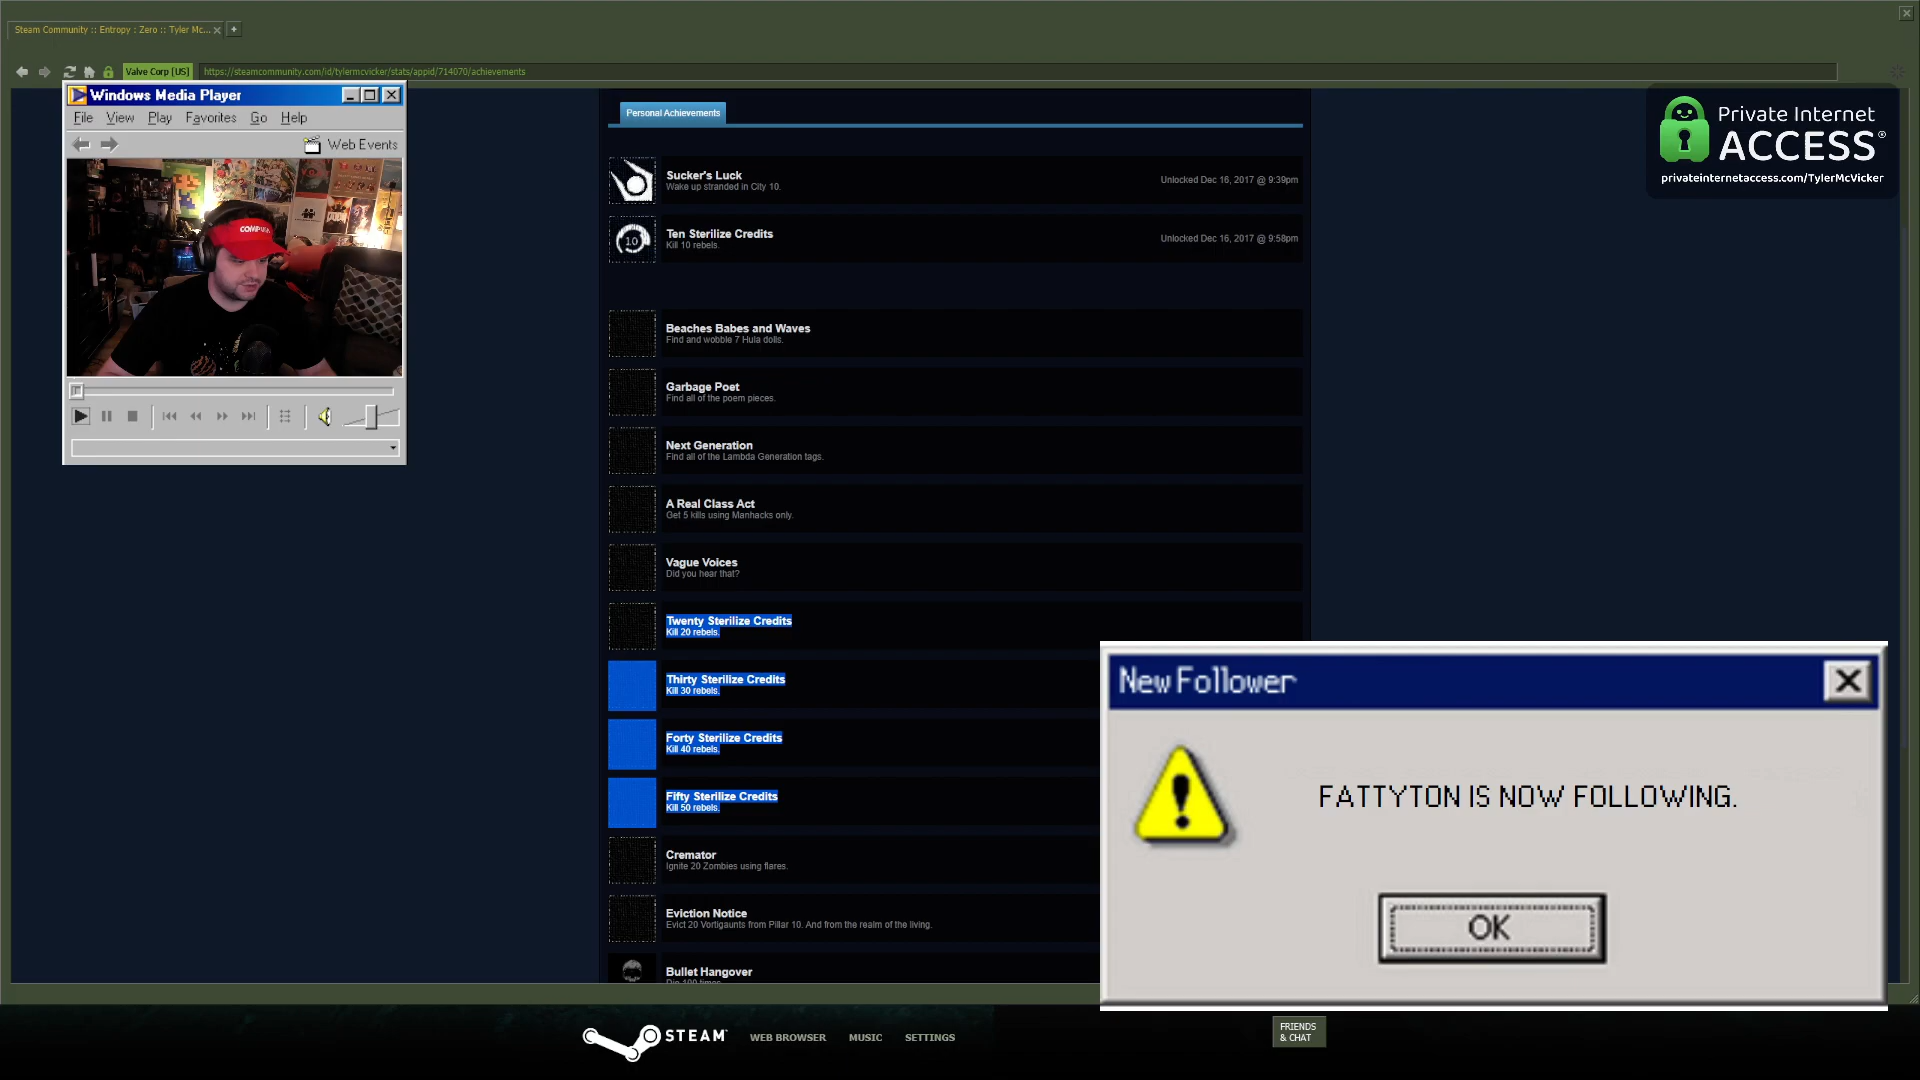 Steam Community :: Entropy : Zero :: Tyler Mc...
Valve Corp [US]
https://steamcommunity.com/id/tylermcvicker/stats/appid/714070/achievements
Windows Media Player
File View Play Favorites Go Help
Web Events
COMPUSA
Private Internet
ACCESS®
privateinternetaccess.com/TylerMcVicker
Personal Achievements
Sucker's Luck
Wake up stranded in City 10.
Unlocked Dec 16, 2017 @ 9:39pm
10
Ten Sterilize Credits
Kill 10 rebels.
Unlocked Dec 16, 2017 @ 9:58pm
Beaches Babes and Waves
Find and wobble 7 Hula dolls.
Garbage Poet
Find all of the poem pieces.
Next Generation
Find all of the Lambda Generation tags.
A Real Class Act
Get 5 kills using Manhacks only.
Vague Voices
Did you hear that?
Twenty Sterilize Credits
Kill 20 rebels.
Thirty Sterilize Credits
Kill 30 rebels.
Forty Sterilize Credits
Kill 40 rebels.
Fifty Sterilize Credits
Kill 50 rebels.
Cremator
Ignite 20 Zombies using flares.
Eviction Notice
Evict 20 Vortigaunts from Pillar 10. And from the realm of the living.
Bullet Hangover
Die 100 times.
New Follower
FATTYTON IS NOW FOLLOWING.
OK
STEAM
WEB BROWSER
MUSIC
SETTINGS
FRIENDS
& CHAT